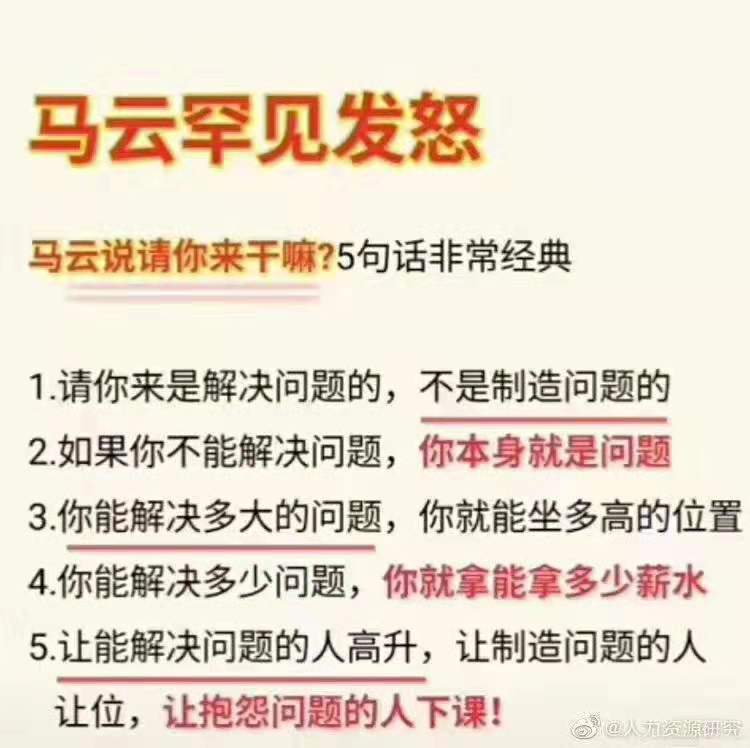 马云罕见发怒
马云说请你来干嘛?5句话非常经典
1.请你来是解决问题的，不是制造问题的
2.如果你不能解决问题，你本身就是问题
3.你能解决多大的问题，你就能坐多高的位置
4.你能解决多少问题，你就拿能拿多少薪水
5.让能解决问题的人高升，让制造问题的人
让位，让抱怨问题的人下课！
@人力资源研究